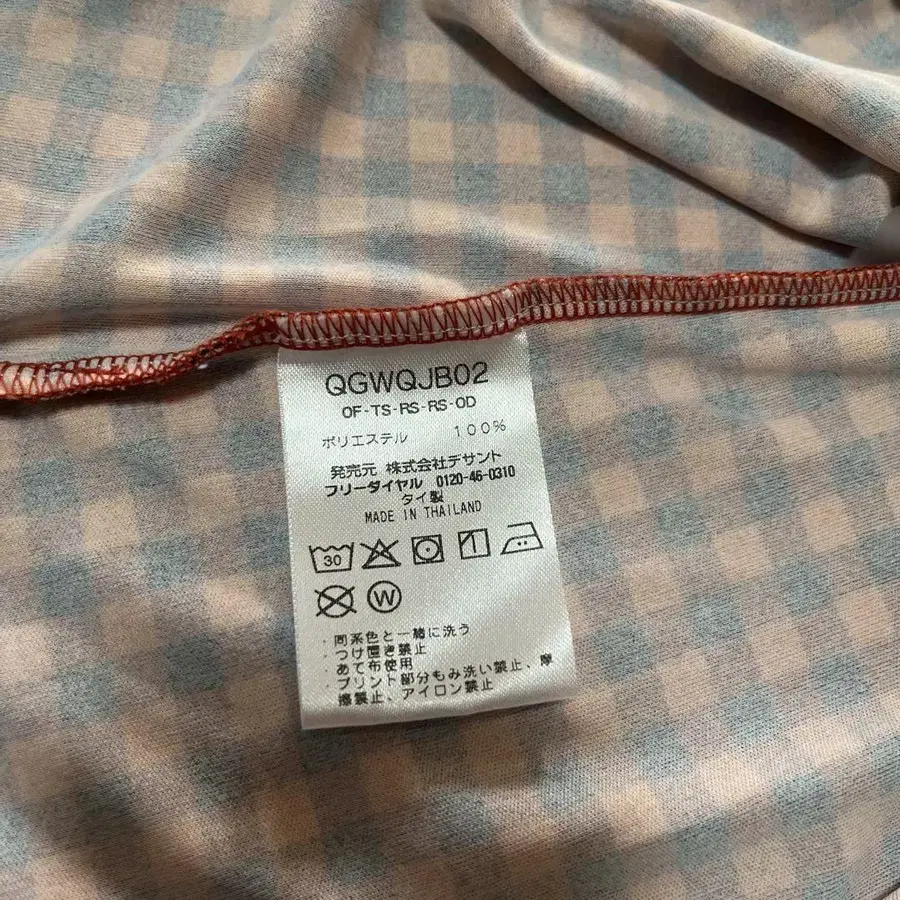 QGWQJB02
OF-TS-RS-RS-OD
ポリエステル 100%
発売元 株式会社デサント
フリーダイヤル 0120-46-0310
タイ製
MADE IN THAILAND
30
W
・同系色と一緒に洗う
・つけ置き禁止
・あて布使用
・プリント部分もみ洗い禁止、摩
擦禁止、アイロン禁止